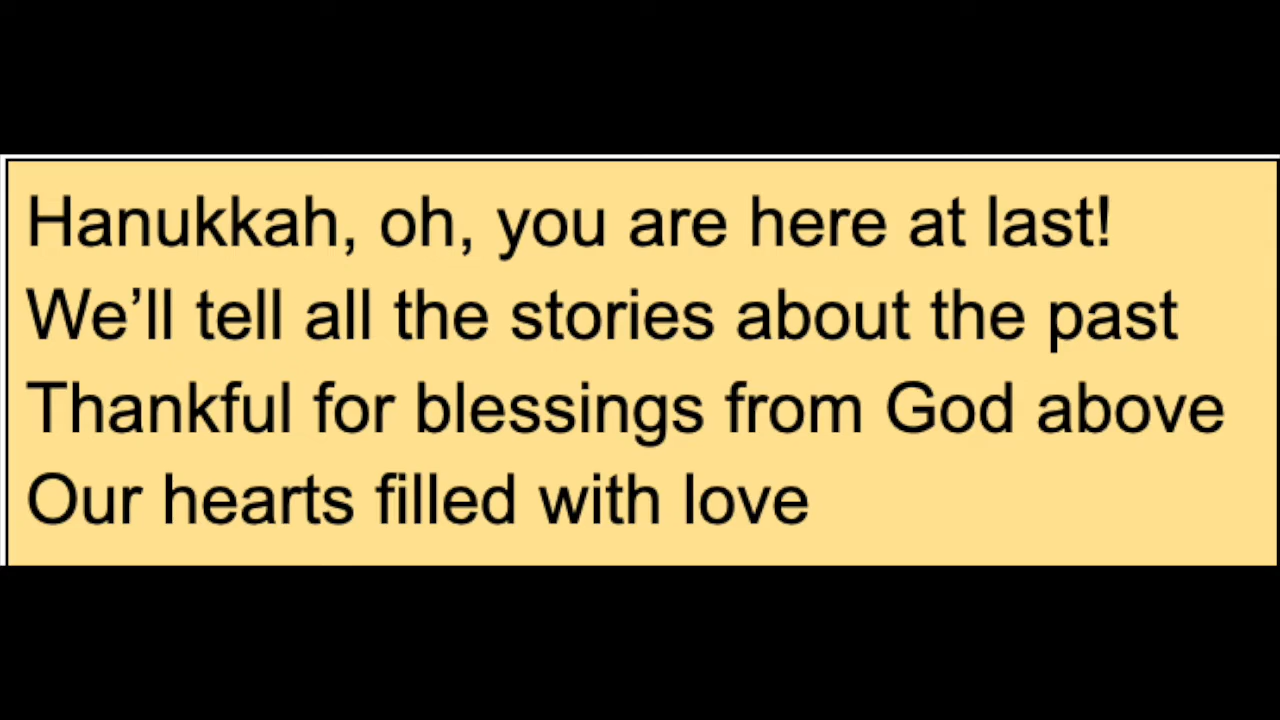 Hanukkah, oh, you are here at last!
We’ll tell all the stories about the past
Thankful for blessings from God above
Our hearts filled with love